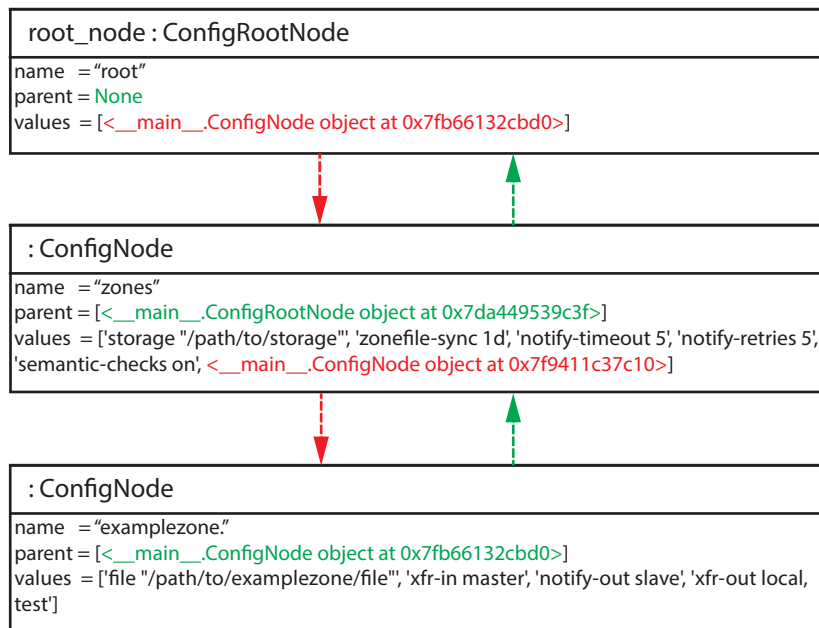 root_node : ConfigRootNode
name = “root”
parent = None
values = [<__main__.ConfigNode object at 0x7fb66132cbd0>]
: ConfigNode
name = “zones”
parent = [<__main__.ConfigRootNode object at 0x7da449539c3f>]
values = ['storage "/path/to/storage"', 'zonefile-sync 1d', 'notify-timeout 5', 'notify-retries 5',
'semantic-checks on', <__main__.ConfigNode object at 0x7f9411c37c10>]
: ConfigNode
name = “examplezone.”
parent = [<__main__.ConfigNode object at 0x7fb66132cbd0>]
values = ['file "/path/to/examplezone/file"', 'xfr-in master', 'notify-out slave', 'xfr-out local,
test']